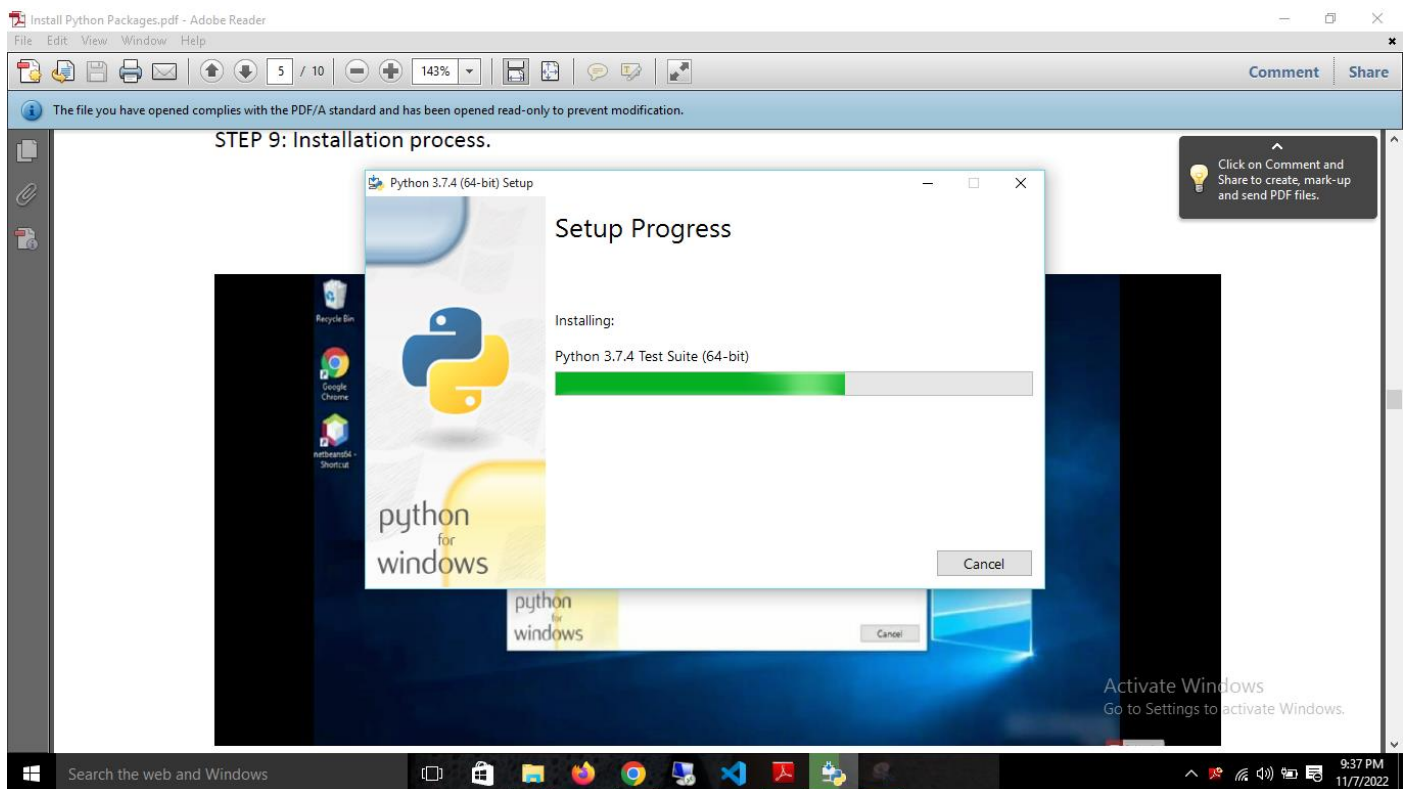 Install Python Packages.pdf - Adobe Reader
File Edit View Window Help
5 / 10 143% Comment Share
The file you have opened complies with the PDF/A standard and has been opened read-only to prevent modification.
STEP 9: Installation process.
Click on Comment and
Share to create, mark-up
and send PDF files.
Python 3.7.4 (64-bit) Setup
Setup Progress
Installing:
Python 3.7.4 Test Suite (64-bit)
python
for
windows
Cancel
Recycle Bin
Google
Chrome
netbeans64 -
Shortcut
python
for
windows
Cancel
Activate Windows
Go to Settings to activate Windows.
Search the web and Windows
9:37 PM
11/7/2022